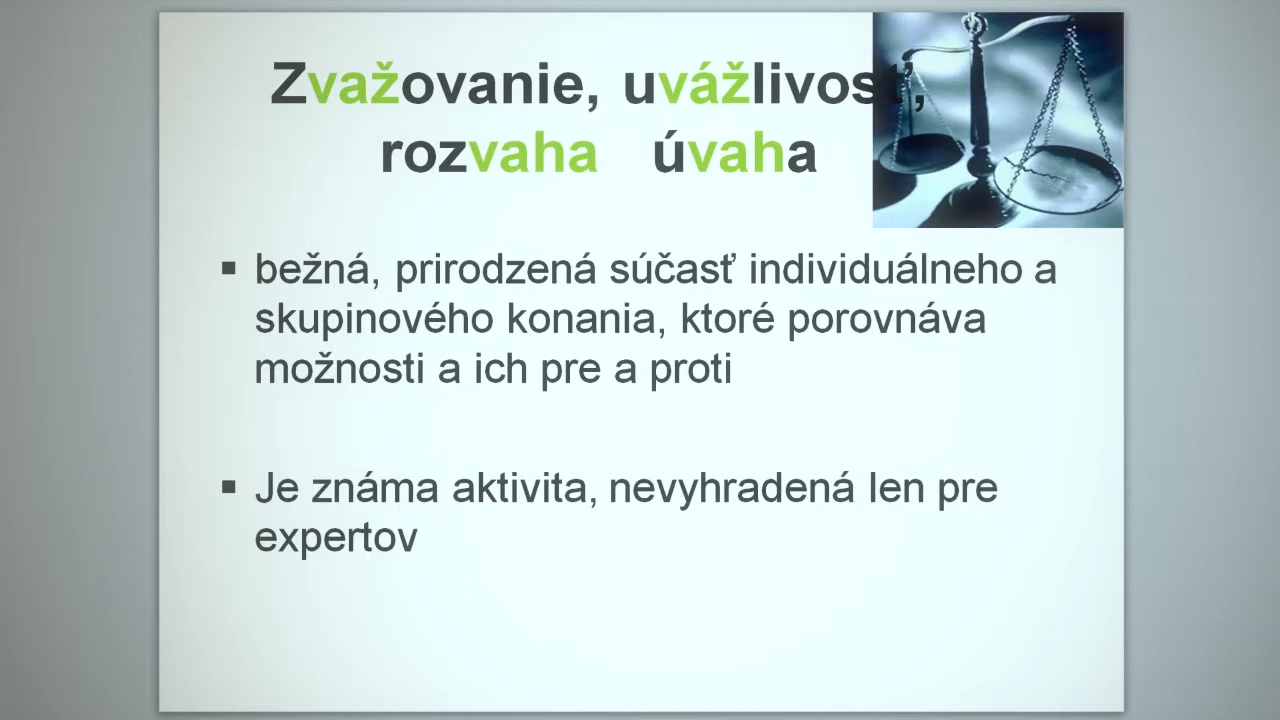 Zvažovanie, uvážlivosť,
rozvaha úvaha
▪ bežná, prirodzená súčasť individuálneho a
skupinového konania, ktoré porovnáva
možnosti a ich pre a proti
▪ Je známa aktivita, nevyhradená len pre
expertov